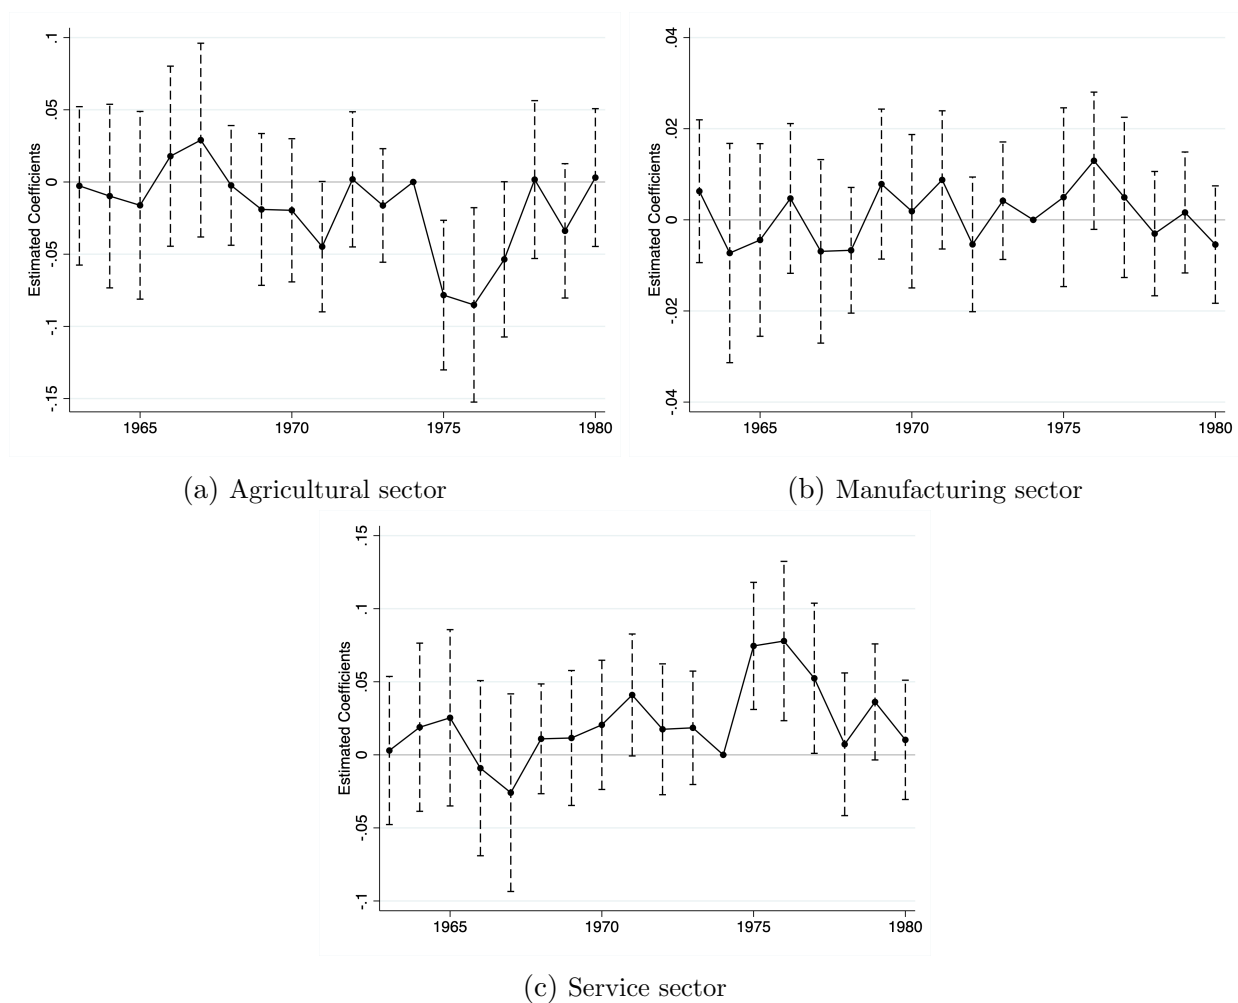 .1
.05
0
-.05
-.1
-.15
Estimated Coefficients
1965 1970 1975 1980
(a) Agricultural sector
.04
.02
0
-.02
-.04
Estimated Coefficients
1965 1970 1975 1980
(b) Manufacturing sector
.15
.1
.05
0
-.05
-.1
Estimated Coefficients
1965 1970 1975 1980
(c) Service sector